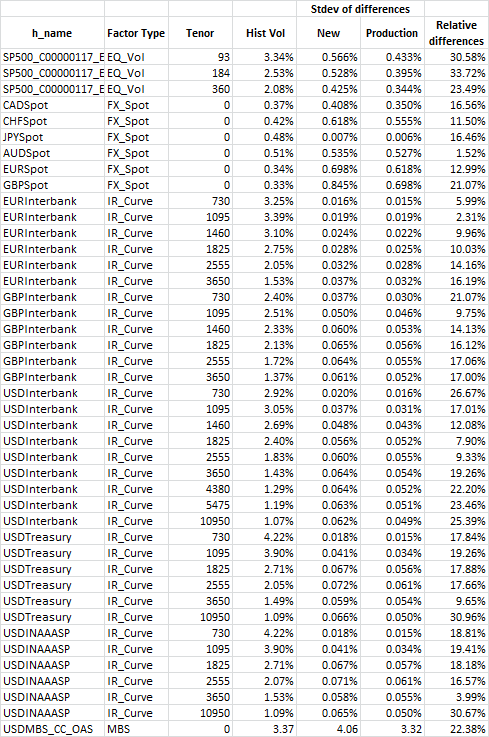 Stdev of differences
h_name Factor Type Tenor Hist Vol New Production Relative differences
SP500_C00000117_E EQ_Vol 93 3.34% 0.566% 0.433% 30.58%
SP500_C00000117_E EQ_Vol 184 2.53% 0.528% 0.395% 33.72%
SP500_C00000117_E EQ_Vol 360 2.08% 0.425% 0.344% 23.49%
CADSpot FX_Spot 0 0.37% 0.408% 0.350% 16.56%
CHFSpot FX_Spot 0 0.42% 0.618% 0.555% 11.50%
JPYSpot FX_Spot 0 0.48% 0.007% 0.006% 16.46%
AUDSpot FX_Spot 0 0.51% 0.535% 0.527% 1.52%
EURSpot FX_Spot 0 0.34% 0.698% 0.618% 12.99%
GBPSpot FX_Spot 0 0.33% 0.845% 0.698% 21.07%
EURInterbank IR_Curve 730 3.25% 0.016% 0.015% 5.99%
EURInterbank IR_Curve 1095 3.39% 0.019% 0.019% 2.31%
EURInterbank IR_Curve 1460 3.10% 0.024% 0.022% 9.96%
EURInterbank IR_Curve 1825 2.75% 0.028% 0.025% 10.03%
EURInterbank IR_Curve 2555 2.05% 0.032% 0.028% 14.16%
EURInterbank IR_Curve 3650 1.53% 0.037% 0.032% 16.19%
GBPInterbank IR_Curve 730 2.40% 0.037% 0.030% 21.07%
GBPInterbank IR_Curve 1095 2.51% 0.050% 0.046% 9.75%
GBPInterbank IR_Curve 1460 2.33% 0.060% 0.053% 14.13%
GBPInterbank IR_Curve 1825 2.13% 0.065% 0.056% 16.12%
GBPInterbank IR_Curve 2555 1.72% 0.064% 0.055% 17.06%
GBPInterbank IR_Curve 3650 1.37% 0.061% 0.052% 17.00%
USDInterbank IR_Curve 730 2.92% 0.020% 0.016% 26.67%
USDInterbank IR_Curve 1095 3.05% 0.037% 0.031% 17.01%
USDInterbank IR_Curve 1460 2.69% 0.048% 0.043% 12.08%
USDInterbank IR_Curve 1825 2.40% 0.056% 0.052% 7.90%
USDInterbank IR_Curve 2555 1.83% 0.060% 0.055% 9.33%
USDInterbank IR_Curve 3650 1.43% 0.064% 0.054% 19.26%
USDInterbank IR_Curve 4380 1.29% 0.064% 0.052% 22.20%
USDInterbank IR_Curve 5475 1.19% 0.063% 0.051% 23.46%
USDInterbank IR_Curve 10950 1.07% 0.062% 0.049% 25.39%
USDTreasury IR_Curve 730 4.22% 0.018% 0.015% 17.84%
USDTreasury IR_Curve 1095 3.90% 0.041% 0.034% 19.26%
USDTreasury IR_Curve 1825 2.71% 0.067% 0.056% 17.88%
USDTreasury IR_Curve 2555 2.05% 0.072% 0.061% 17.66%
USDTreasury IR_Curve 3650 1.49% 0.059% 0.054% 9.65%
USDTreasury IR_Curve 10950 1.09% 0.066% 0.050% 30.96%
USDINAAASP IR_Curve 730 4.22% 0.018% 0.015% 18.81%
USDINAAASP IR_Curve 1095 3.90% 0.041% 0.034% 19.41%
USDINAAASP IR_Curve 1825 2.71% 0.067% 0.057% 18.18%
USDINAAASP IR_Curve 2555 2.07% 0.071% 0.061% 16.57%
USDINAAASP IR_Curve 3650 1.53% 0.058% 0.055% 3.99%
USDINAAASP IR_Curve 10950 1.09% 0.065% 0.050% 30.67%
USDMBS_CC_OAS MBS 0 3.37 4.06 3.32 22.38%